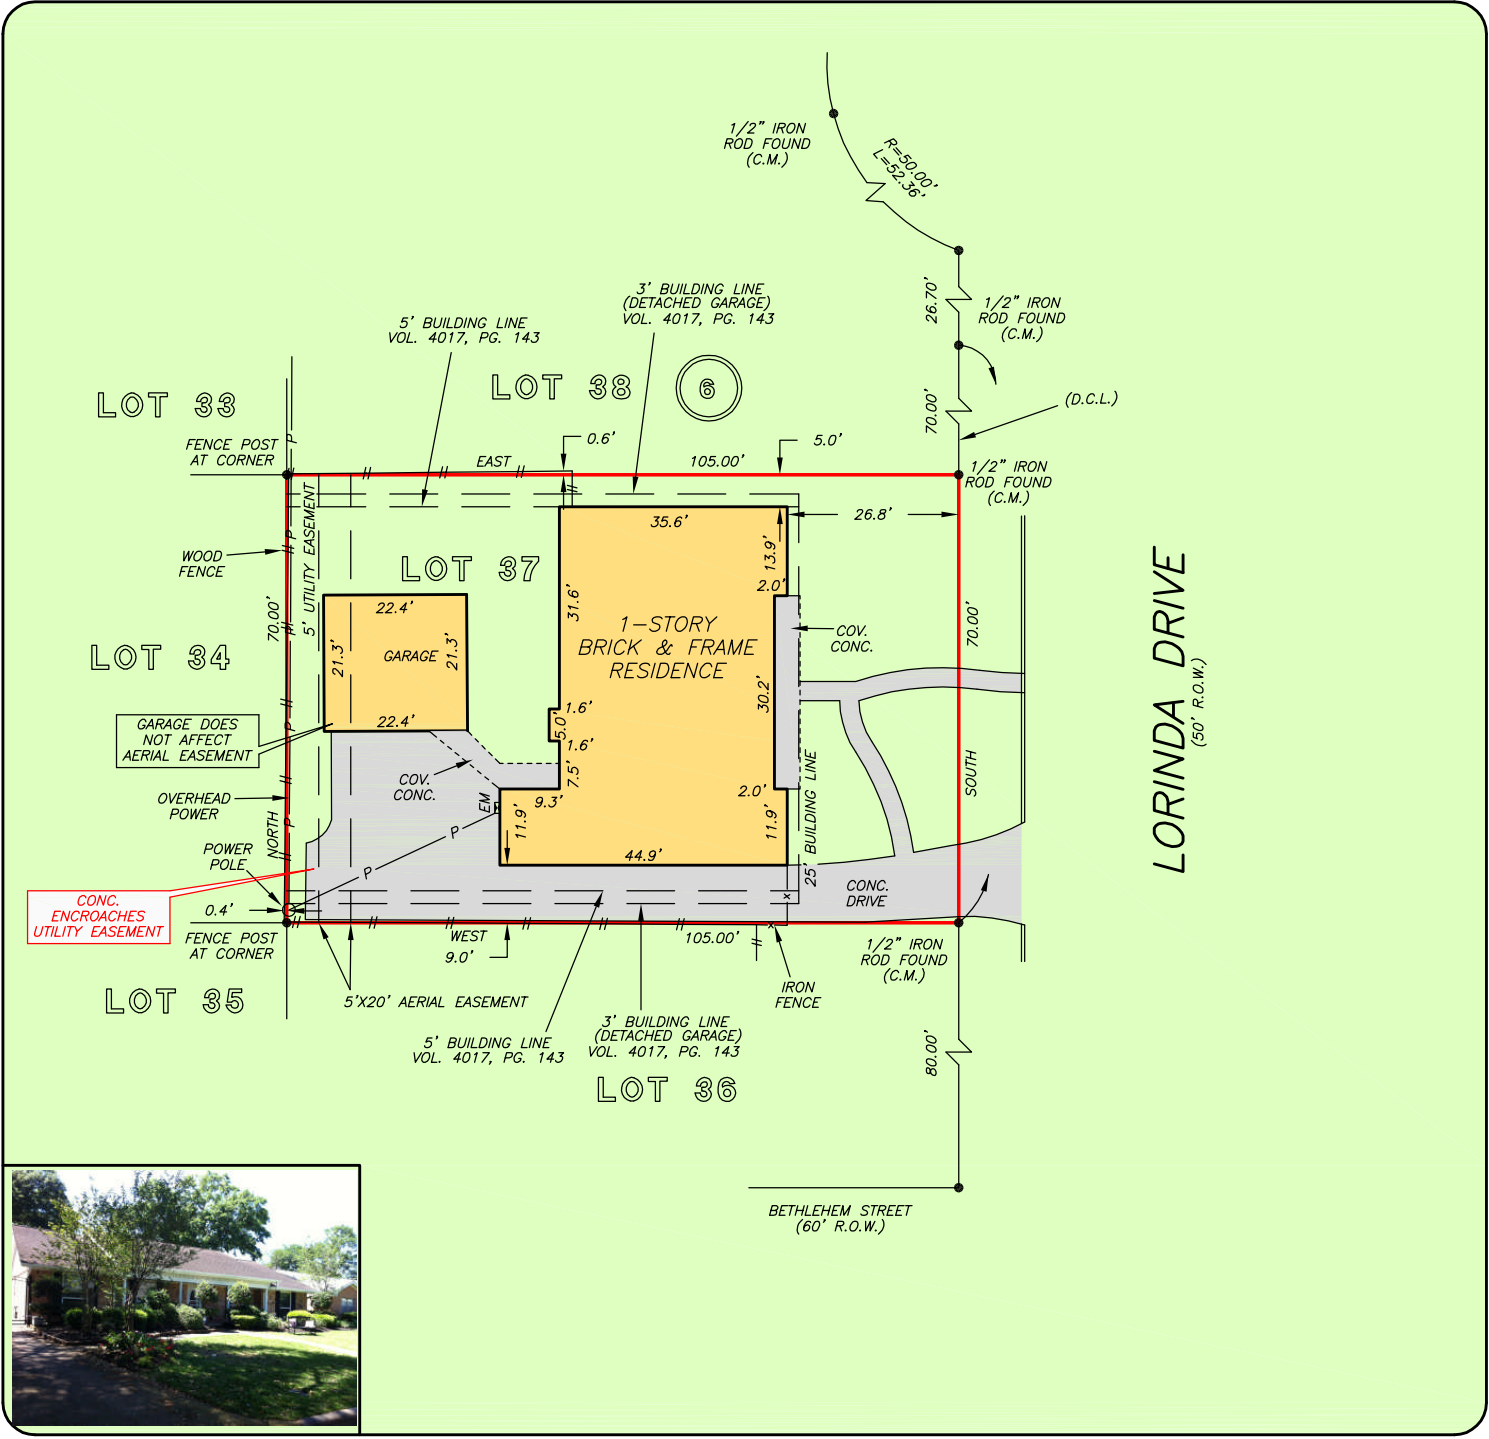 1/2" IRON
ROD FOUND
(C.M.)
R=50.00'
L=52.36'
26.70'
1/2" IRON
ROD FOUND
(C.M.)
3' BUILDING LINE
(DETACHED GARAGE)
VOL. 4017, PG. 143
5' BUILDING LINE
VOL. 4017, PG. 143
LOT 38
6
70.00'
(D.C.L.)
LOT 33
FENCE POST
AT CORNER
P
EAST
0.6'
105.00'
5.0'
1/2" IRON
ROD FOUND
(C.M.)
5' UTILITY EASEMENT
35.6'
26.8'
13.9'
2.0'
P
WOOD
FENCE
LOT 37
22.4'
31.6'
1-STORY
BRICK & FRAME
RESIDENCE
COV.
CONC.
70.00'
P
70.00'
LORINDA DRIVE
(50' R.O.W.)
LOT 34
21.3'
GARAGE
21.3'
30.2'
22.4'
1.6'
5.0'
1.6'
7.5'
GARAGE DOES
NOT AFFECT
AERIAL EASEMENT
P
COV.
CONC.
SOUTH
OVERHEAD
POWER
EM
9.3'
11.9'
2.0'
11.9'
25' BUILDING LINE
NORTH
P
P
P
POWER
POLE
44.9'
CONC.
DRIVE
x
CONC.
ENCROACHES
UTILITY EASEMENT
0.4'
FENCE POST
AT CORNER
WEST
9.0'
105.00'
x
1/2" IRON
ROD FOUND
(C.M.)
IRON
FENCE
LOT 35
5'X20' AERIAL EASEMENT
5' BUILDING LINE
VOL. 4017, PG. 143
3' BUILDING LINE
(DETACHED GARAGE)
VOL. 4017, PG. 143
LOT 36
80.00'
BETHLEHEM STREET
(60' R.O.W.)